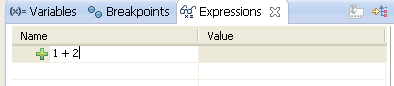 (x)= Variables Breakpoints Expressions
Name Value
1 + 2